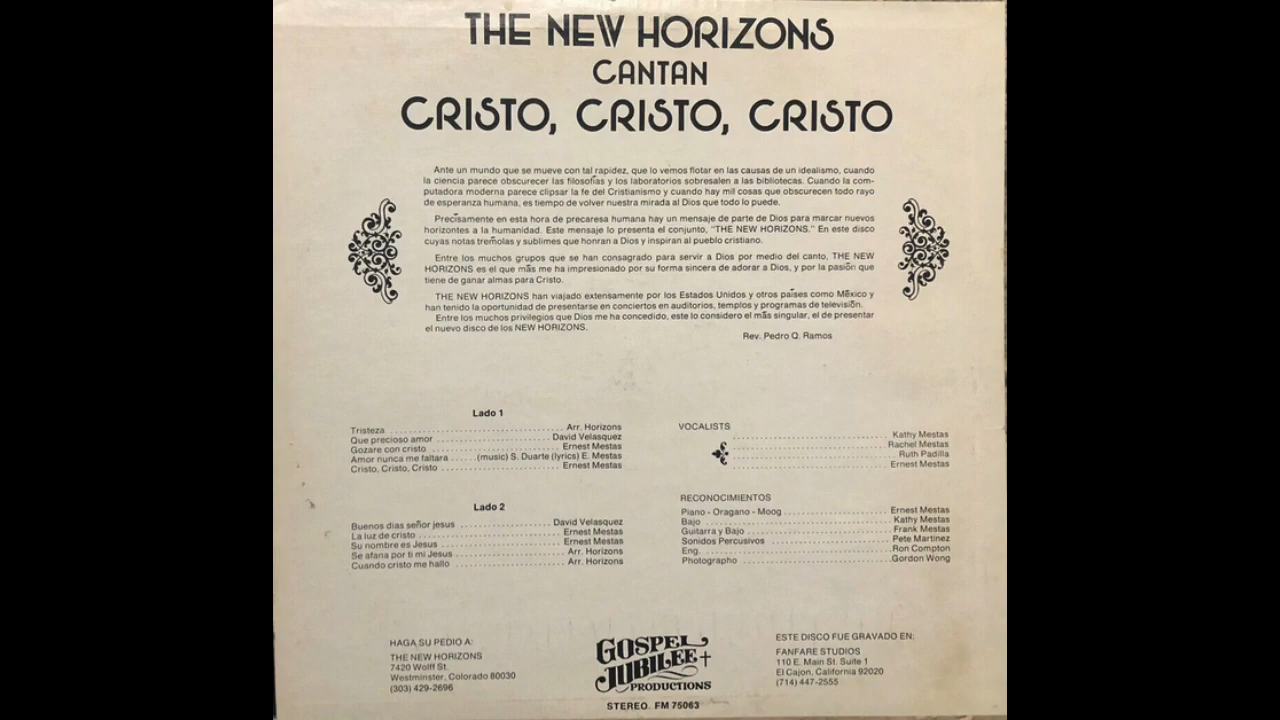 THE NEW HORIZONS
CANTAN
CRISTO, CRISTO, CRISTO
Ante un mundo que se mueve con tal rapidez, que lo vemos flotar en las causas de un idealismo, cuando
la ciencia parece obscurecer las filosofias y los laboratorios sobresalen a las bibliotecas. Cuando la com-
putadora moderna parece clipsar la fe del Cristianismo y cuando hay mil cosas que obscurecen todo rayo
de esperanza humana, es tiempo de volver nuestra mirada al Dios que todo lo puede.
Precisamente en esta hora de precaresa humana hay un mensaje de parte de Dios para marcar nuevos
horizontes a la humanidad. Este mensaje lo presenta el conjunto, "THE NEW HORIZONS." En este disco
cuyas notas tremolas y sublimes que honran a Dios y inspiran al pueblo cristiano.
Entre los muchos grupos que se han consagrado para servir a Dios por medio del canto, THE NEW
HORIZONS es el que más me ha impresionado por su forma sincera de adorar a Dios, y por la pasión que
tiene de ganar almas para Cristo.
THE NEW HORIZONS han viajado extensamente por los Estados Unidos y otros países como México y
han tenido la oportunidad de presentarse en conciertos en auditorios, templos y programas de televisión.
Entre los muchos privilegios que Dios me ha concedido, este lo considero el más singular, el de presentar
el nuevo disco de los NEW HORIZONS.
Rev. Pedro Q. Ramos
Lado 1
Tristeza ........ Arr. Horizons
Que precioso amor ........ David Velasquez
Gozare con cristo ........ Ernest Mestas
Amor nunca me faltara ...... (music) S. Duarte (lyrics) E. Mestas
Cristo, Cristo, Cristo ........ Ernest Mestas
VOCALISTS
........ Kathy Mestas
........ Rachel Mestas
........ Ruth Padilla
........ Ernest Mestas
Lado 2
Buenos dias señor jesus ........ David Velasquez
La luz de cristo ........ Ernest Mestas
Su nombre es Jesus ........ Ernest Mestas
Se afana por ti mi Jesus ........ Arr. Horizons
Cuando cristo me hallo ........ Arr. Horizons
RECONOCIMIENTOS
Piano - Oragano - Moog ........ Ernest Mestas
Bajo ........ Kathy Mestas
Guitarra y Bajo ........ Frank Mestas
Sonidos Percusivos ........ Pete Martinez
Eng. ........ Ron Compton
Photographo ........ Gordon Wong
HAGA SU PEDIO A:
THE NEW HORIZONS
7420 Wolff St.
Westminster, Colorado 80030
(303) 429-2696
GOSPEL
JUBILEE
PRODUCTIONS
STEREO. FM 75063
ESTE DISCO FUE GRAVADO EN:
FANFARE STUDIOS
110 E. Main St. Suite 1
El Cajon, California 92020
(714) 447-2555